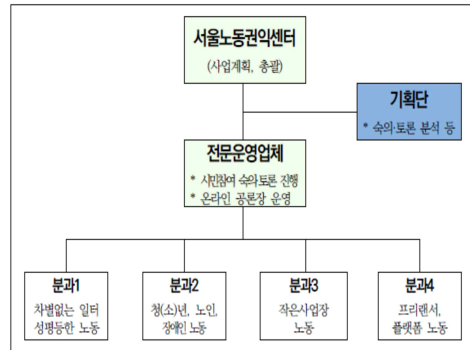 서울노동권익센터
(사업계획, 총괄)
기획단
* 숙의·토론 분석 등
전문운영업체
* 시민참여 숙의토론 진행
* 온라인 공론장 운영
분과1
차별없는 일터
성평등한 노동
분과2
청(소)년, 노인,
장애인 노동
분과3
작은사업장
노동
분과4
프리랜서,
플랫폼 노동